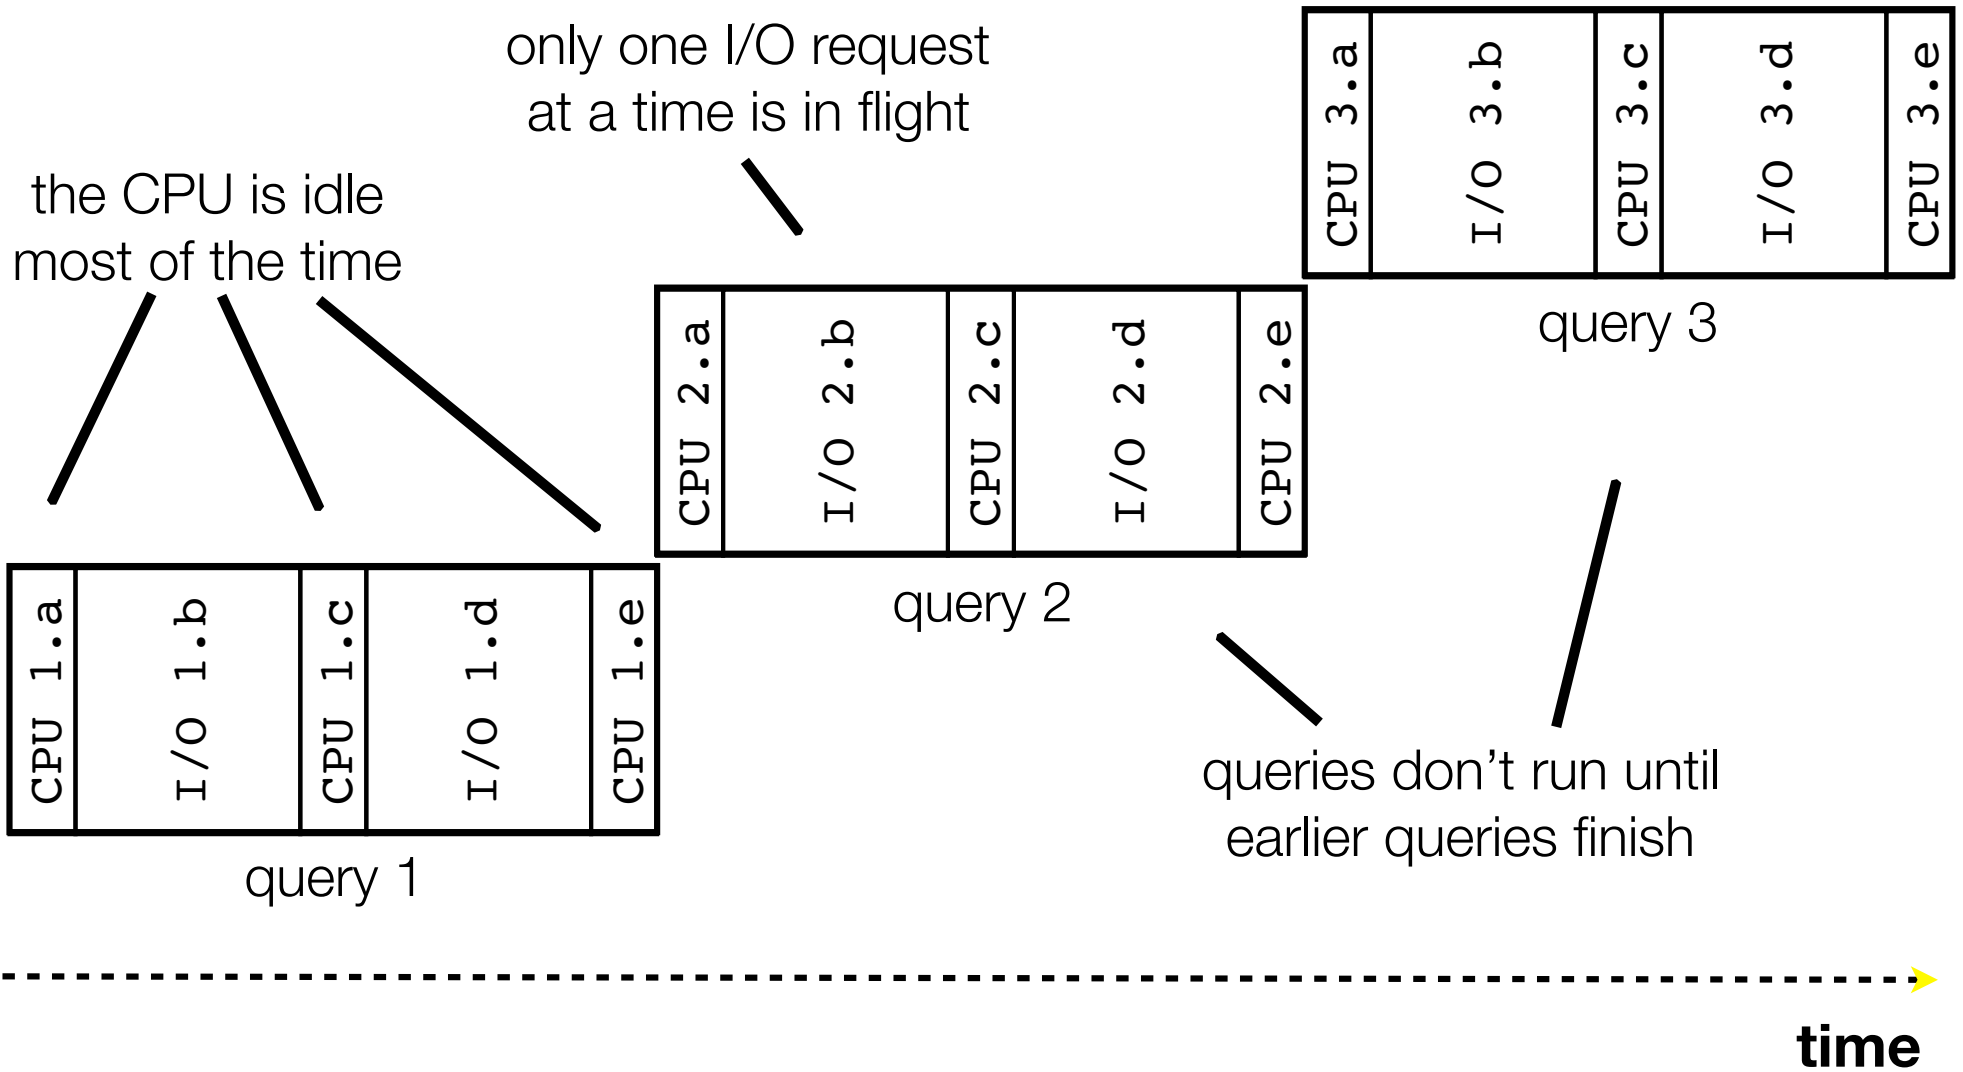 only one I/O request
at a time is in flight
the CPU is idle
most of the time
CPU 3.a
I/O 3.b
CPU 3.c
I/O 3.d
CPU 3.e
query 3
CPU 2.a
I/O 2.b
CPU 2.c
I/O 2.d
CPU 2.e
query 2
CPU 1.a
I/O 1.b
CPU 1.c
I/O 1.d
CPU 1.e
query 1
queries don't run until
earlier queries finish
time